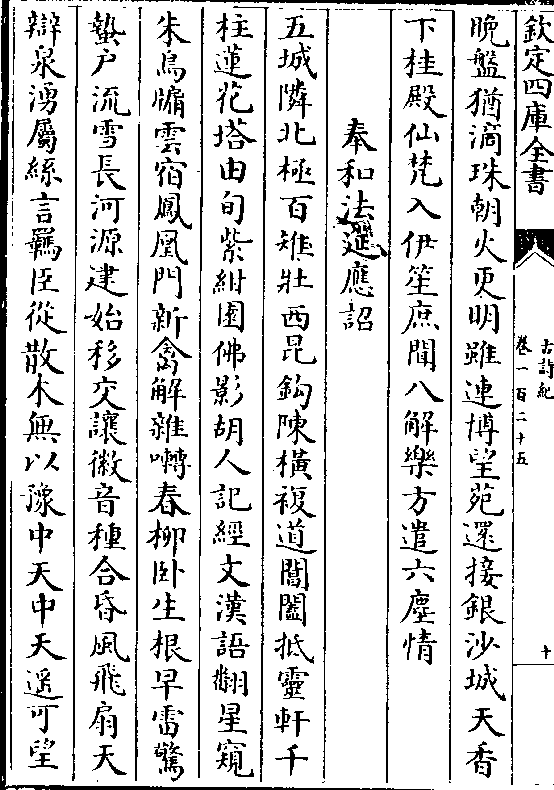 欽定四庫全書
古詩紀
卷一百二十五
十
晚盤猶滴珠朝火更明雖連博望苑還接銀沙城天香
下桂殿仙梵入伊笙庶聞八解樂方遣六塵情
奉和法筵應詔
五城隣北極百雉壯西昆鈎陳横複道閶闔抵靈軒千
柱蓮花塔由旬紫紺園佛影胡人記經文漢語翻星窺
朱鳥牖雲宿鳳凰門新禽解雜囀春柳卧生根早雷驚
蟄户流雪長河源建始移交讓徽音種合昏風飛扇天
辯泉湧屬絲言羈臣從散木無以豫中天中天遥可望